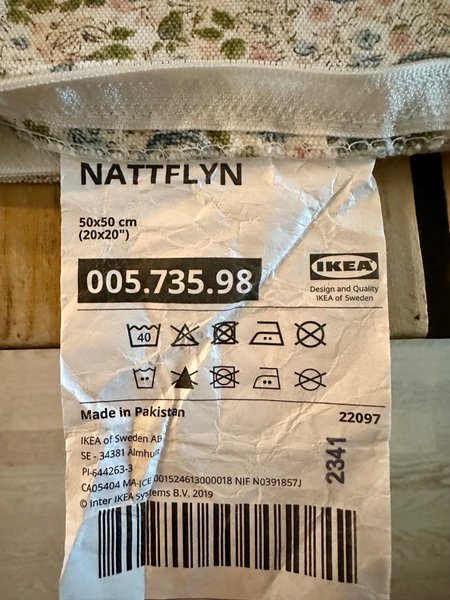 NATTFLYN
50x50 cm
(20x20")
005.735.98
IKEA
Design and Quality
IKEA of Sweden
40
Made in Pakistan
22097
IKEA of Sweden AB
SE - 34381 Älmhult
PI-644263-3
CA05404 MA-ICE 001524613000018 NIF N0391857J
© Inter IKEA Systems B.V. 2019
2341